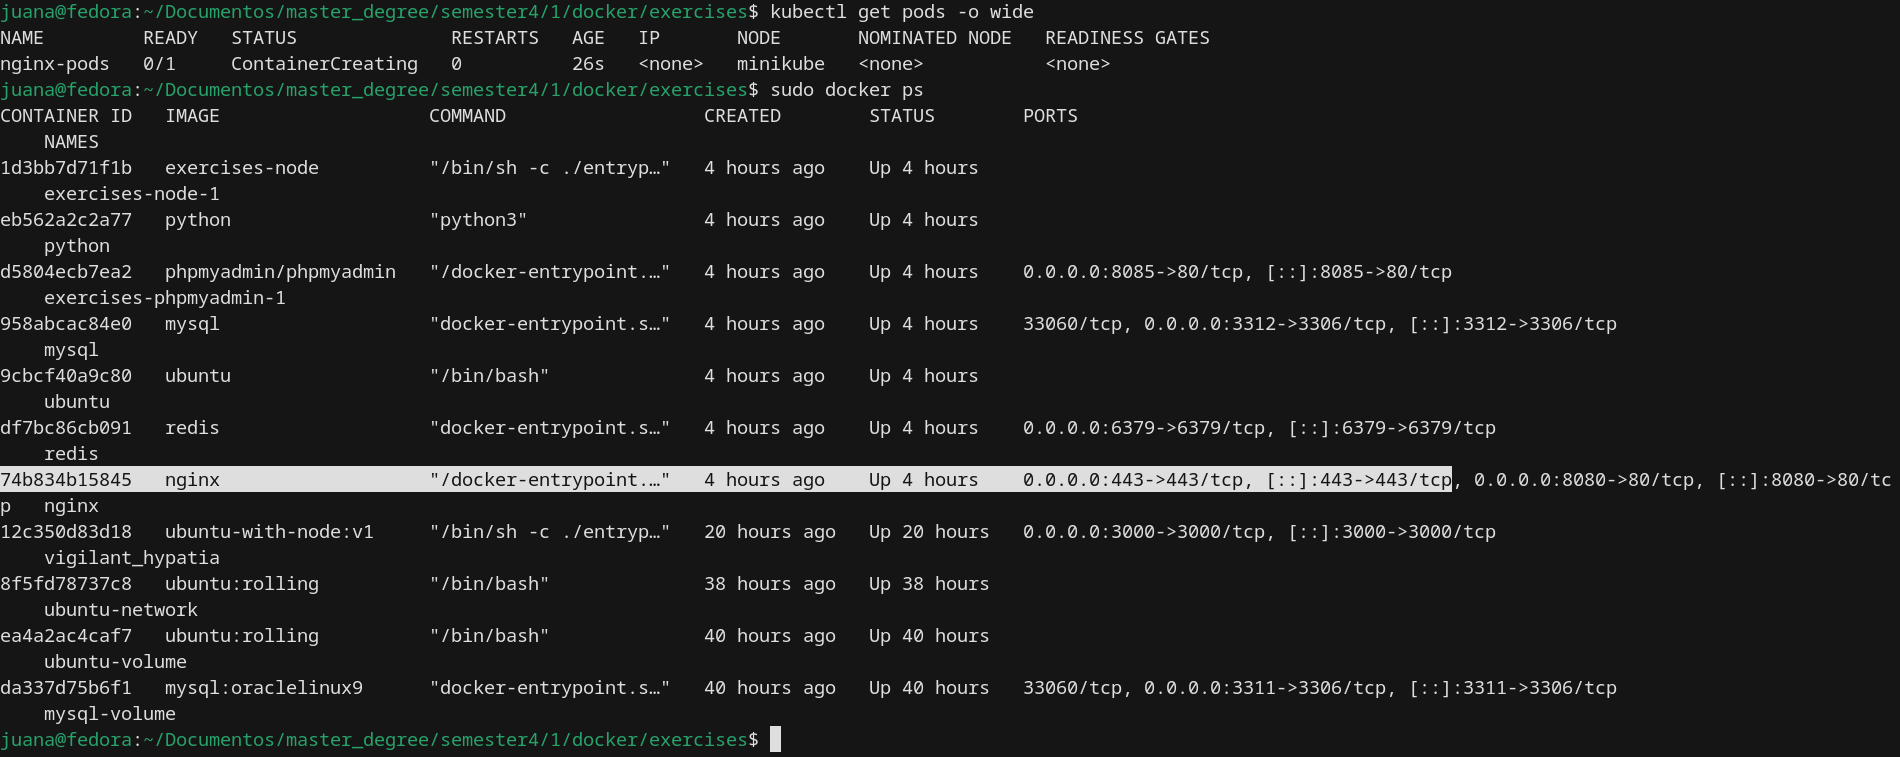 juana@fedora:~/Documentos/master_degree/semester4/1/docker/exercises$ kubectl get pods -o wide
NAME         READY   STATUS              RESTARTS   AGE   IP       NODE       NOMINATED NODE   READINESS GATES
nginx-pods   0/1     ContainerCreating   0          26s   <none>   minikube   <none>           <none>
juana@fedora:~/Documentos/master_degree/semester4/1/docker/exercises$ sudo docker ps
CONTAINER ID   IMAGE                   COMMAND                  CREATED        STATUS        PORTS
    NAMES
1d3bb7d71f1b   exercises-node          "/bin/sh -c ./entryp…"   4 hours ago    Up 4 hours
    exercises-node-1
eb562a2c2a77   python                  "python3"                4 hours ago    Up 4 hours
    python
d5804ecb7ea2   phpmyadmin/phpmyadmin   "/docker-entrypoint.…"   4 hours ago    Up 4 hours    0.0.0.0:8085->80/tcp, [::]:8085->80/tcp
    exercises-phpmyadmin-1
958abcac84e0   mysql                   "docker-entrypoint.s…"   4 hours ago    Up 4 hours    33060/tcp, 0.0.0.0:3312->3306/tcp, [::]:3312->3306/tcp
    mysql
9cbcf40a9c80   ubuntu                  "/bin/bash"              4 hours ago    Up 4 hours
    ubuntu
df7bc86cb091   redis                   "docker-entrypoint.s…"   4 hours ago    Up 4 hours    0.0.0.0:6379->6379/tcp, [::]:6379->6379/tcp
    redis
74b834b15845   nginx                   "/docker-entrypoint.…"   4 hours ago    Up 4 hours    0.0.0.0:443->443/tcp, [::]:443->443/tcp, 0.0.0.0:8080->80/tcp, [::]:8080->80/tc
p   nginx
12c350d83d18   ubuntu-with-node:v1     "/bin/sh -c ./entryp…"   20 hours ago   Up 20 hours   0.0.0.0:3000->3000/tcp, [::]:3000->3000/tcp
    vigilant_hypatia
8f5fd78737c8   ubuntu:rolling          "/bin/bash"              38 hours ago   Up 38 hours
    ubuntu-network
ea4a2ac4caf7   ubuntu:rolling          "/bin/bash"              40 hours ago   Up 40 hours
    ubuntu-volume
da337d75b6f1   mysql:oraclelinux9      "docker-entrypoint.s…"   40 hours ago   Up 40 hours   33060/tcp, 0.0.0.0:3311->3306/tcp, [::]:3311->3306/tcp
    mysql-volume
juana@fedora:~/Documentos/master_degree/semester4/1/docker/exercises$